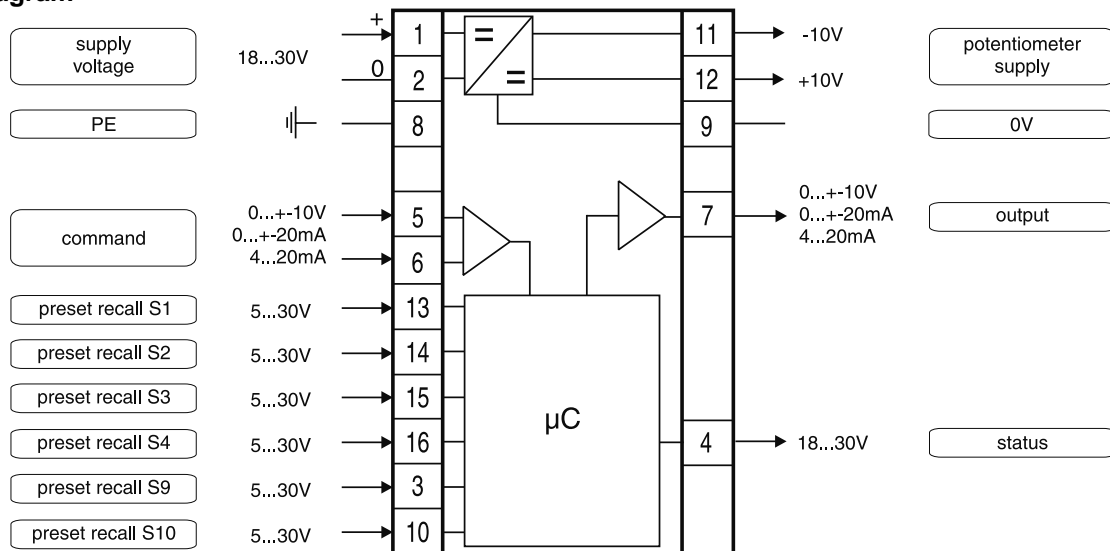 supply
voltage
18...30V
+
0
1
2
=
=
11
12
-10V
+10V
potentiometer
supply
PE
8
9
0V
command
0...+-10V
0...+-20mA
4...20mA
5
6
7
0...+-10V
0...+-20mA
4...20mA
output
preset recall S1
5...30V
13
preset recall S2
5...30V
14
preset recall S3
5...30V
15
µC
preset recall S4
5...30V
16
4
18...30V
status
preset recall S9
5...30V
3
preset recall S10
5...30V
10